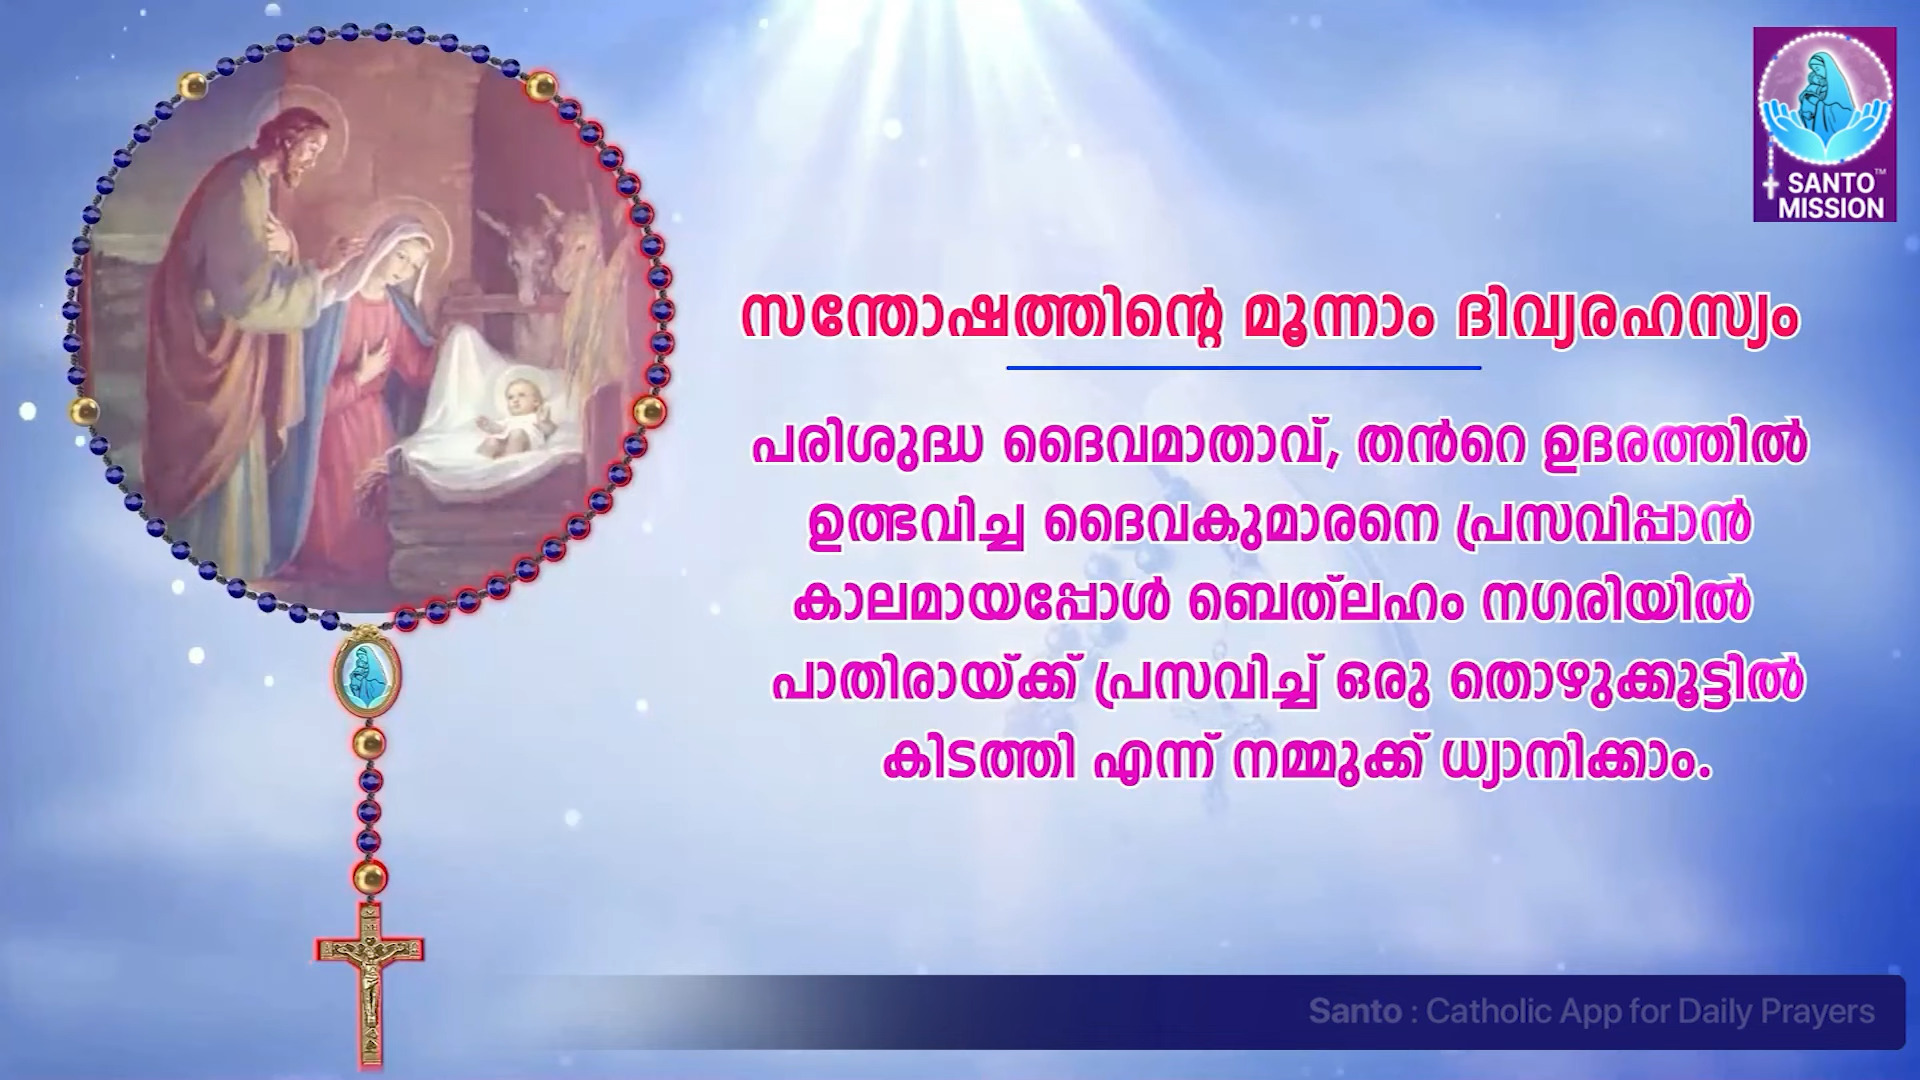 SANTO™
MISSION
സന്തോഷത്തിന്റെ മൂന്നാം ദിവ്യരഹസ്യം
പരിശുദ്ധ ദൈവമാതാവ്, തൻറെ ഉദരത്തിൽ
ഉത്ഭവിച്ച ദൈവകുമാരനെ പ്രസവിപ്പാൻ
കാലമായപ്പോൾ ബെത്‌ലഹം നഗരിയിൽ
പാതിരായ്ക്ക് പ്രസവിച്ച് ഒരു തൊഴുക്കൂട്ടിൽ
കിടത്തി എന്ന് നമ്മുക്ക് ധ്യാനിക്കാം.
Santo : Catholic App for Daily Prayers